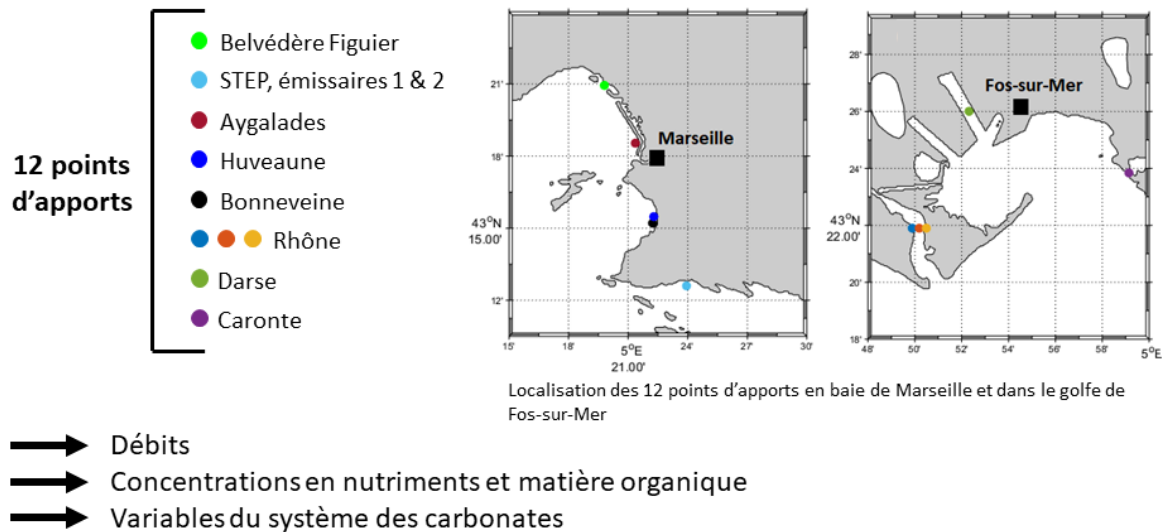 12 points
d'apports
Belvédère Figuier
STEP, émissaires 1 & 2
Aygalades
Huveaune
Bonneveine
Rhône
Darse
Caronte
21'
18'
43°N
15.00'
12'
15'
18'
5°E
21.00'
24'
27'
30'
Marseille
28'
26'
24'
43°N
22.00'
20'
18'
48'
50'
52'
54'
56'
58'
5°E
Fos-sur-Mer
Localisation des 12 points d'apports en baie de Marseille et dans le golfe de
Fos-sur-Mer
Débits
Concentrations en nutriments et matière organique
Variables du système des carbonates